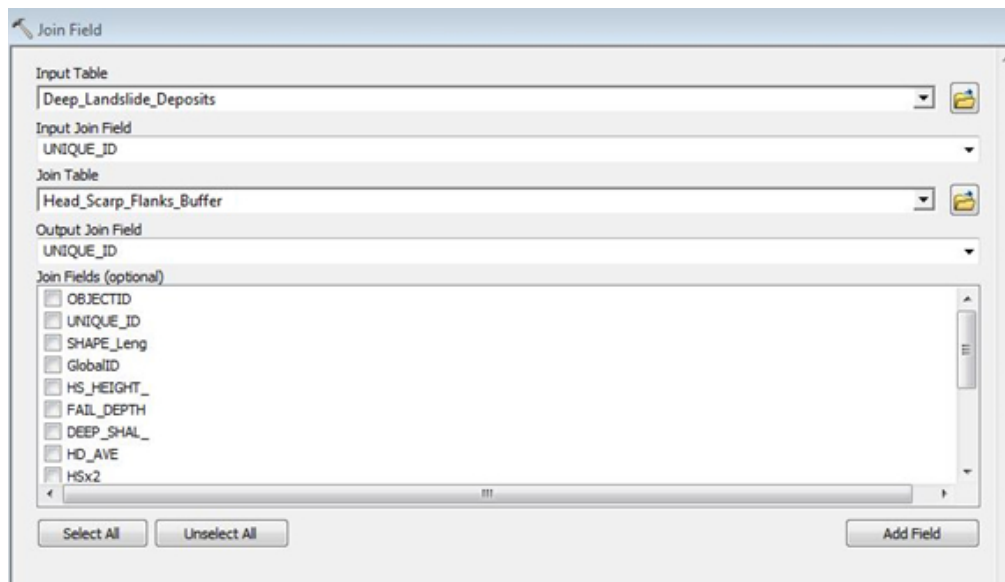 Join Field
Input Table
Deep_Landslide_Deposits
Input Join Field
UNIQUE_ID
Join Table
Head_Scarp_Flanks_Buffer
Output Join Field
UNIQUE_ID
Join Fields (optional)
OBJECTID
UNIQUE_ID
SHAPE_Leng
GlobalID
HS_HEIGHT_
FAIL_DEPTH
DEEP_SHAL_
HD_AVE
HSx2
Select All Unselect All Add Field